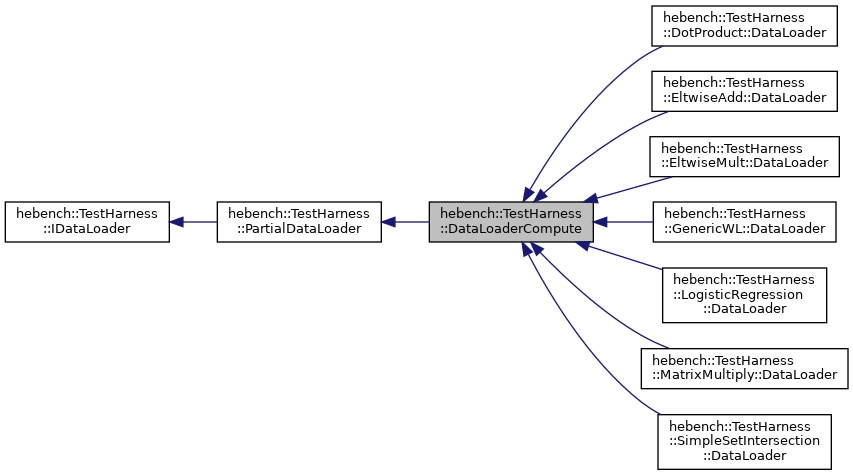 hebench::TestHarness
::IDataLoader
hebench::TestHarness
::PartialDataLoader
hebench::TestHarness
::DataLoaderCompute
hebench::TestHarness
::DotProduct::DataLoader
hebench::TestHarness
::EltwiseAdd::DataLoader
hebench::TestHarness
::EltwiseMult::DataLoader
hebench::TestHarness
::GenericWL::DataLoader
hebench::TestHarness
::LogisticRegression
::DataLoader
hebench::TestHarness
::MatrixMultiply::DataLoader
hebench::TestHarness
::SimpleSetIntersection
::DataLoader